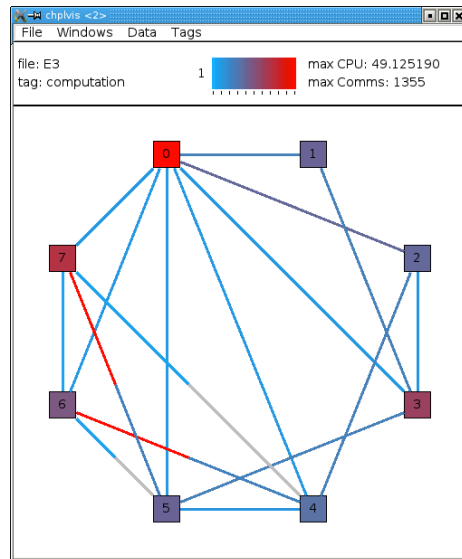 chplvis <2>
File Windows Data Tags
file: E3
tag: computation
1
max CPU: 49.125190
max Comms: 1355
0
1
7
2
6
3
5
4